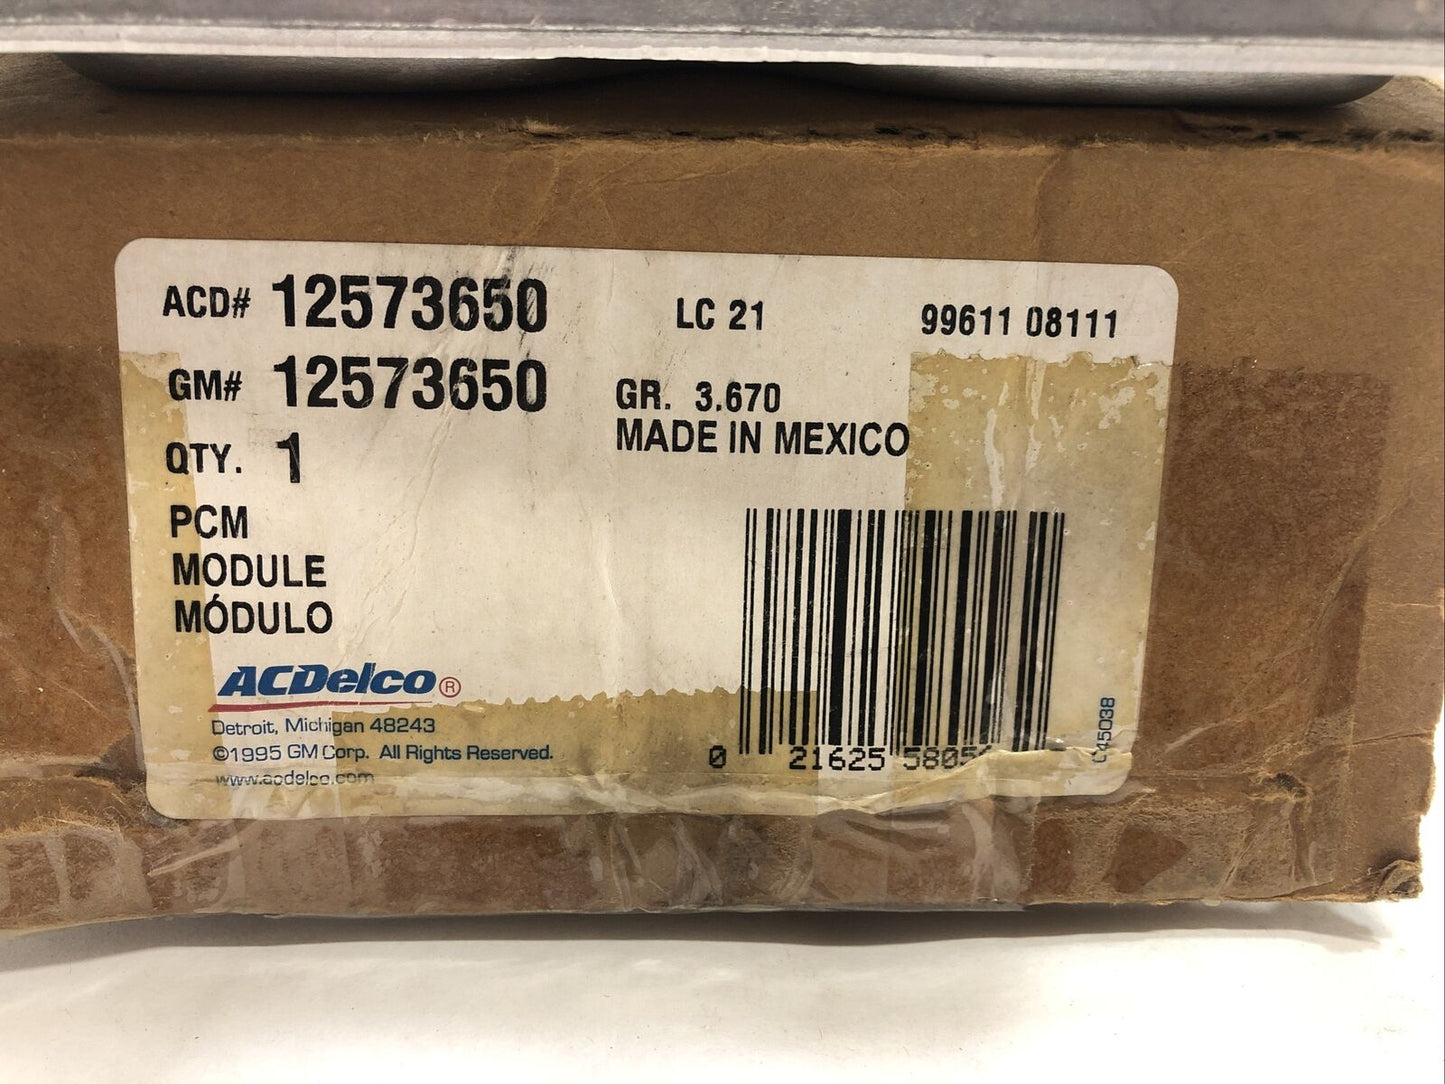 ACD# 12573650 LC 21 99611 08111
GM# 12573650 GR. 3.670
MADE IN MEXICO
QTY. 1
PCM
MODULE
MÓDULO
ACDelco®
Detroit, Michigan 48243
©1995 GM Corp. All Rights Reserved.
www.acdelco.com
0 21625 5805
C45038